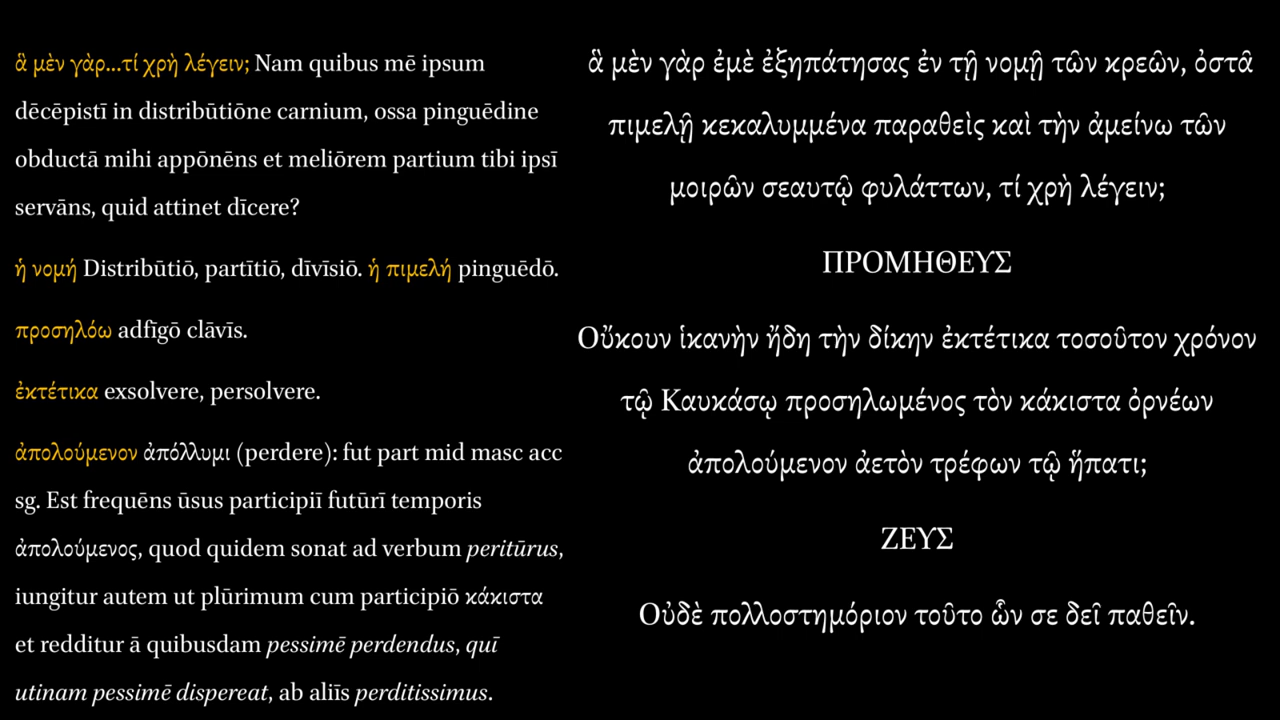 ἃ μὲν γὰρ...τί χρὴ λέγειν; Nam quibus mē ipsum
dēcēpistī in distribūtiōne carnium, ossa pinguēdine
obductā mihi appōnēns et meliōrem partium tibi ipsī
servāns, quid attinet dīcere?
ἡ νομή Distribūtiō, partītiō, dīvīsiō. ἡ πιμελή pinguēdō.
προσηλόω adfīgō clāvīs.
ἐκτέτικα exsolvere, persolvere.
ἀπολούμενον ἀπόλλυμι (perdere): fut part mid masc acc
sg. Est frequēns ūsus participiī futūrī temporis
ἀπολούμενος, quod quidem sonat ad verbum peritūrus,
iungitur autem ut plūrimum cum participiō κάκιστα
et redditur ā quibusdam pessimē perdendus, quī
utinam pessimē dispereat, ab aliīs perditissimus.
ἃ μὲν γὰρ ἐμὲ ἐξηπάτησας ἐν τῇ νομῇ τῶν κρεῶν, ὀστᾶ
πιμελῇ κεκαλυμμένα παραθεὶς καὶ τὴν ἀμείνω τῶν
μοιρῶν σεαυτῷ φυλάττων, τί χρὴ λέγειν;
ΠΡΟΜΗΘΕΥΣ
Οὔκουν ἱκανὴν ἤδη τὴν δίκην ἐκτέτικα τοσοῦτον χρόνον
τῷ Καυκάσῳ προσηλωμένος τὸν κάκιστα ὀρνέων
ἀπολούμενον ἀετὸν τρέφων τῷ ἥπατι;
ΖΕΥΣ
Οὐδὲ πολλοστημόριον τοῦτο ὧν σε δεῖ παθεῖν.